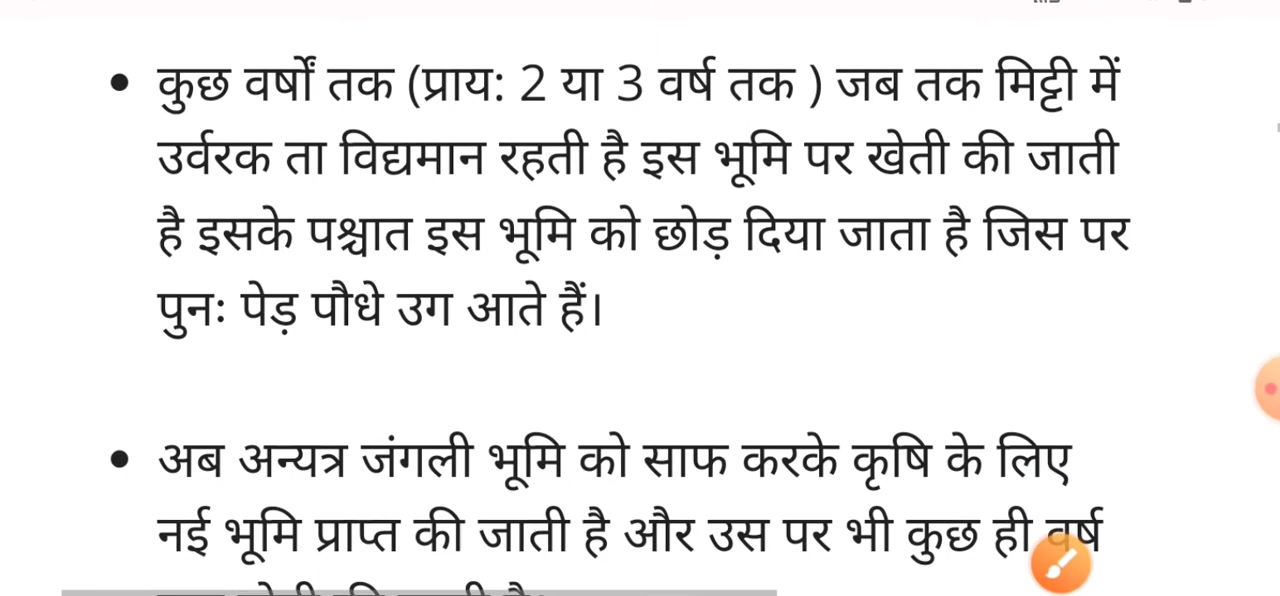 • कुछ वर्षों तक (प्राय: 2 या 3 वर्ष तक ) जब तक मिट्टी में
उर्वरक ता विद्यमान रहती है इस भूमि पर खेती की जाती
है इसके पश्चात इस भूमि को छोड़ दिया जाता है जिस पर
पुनः पेड़ पौधे उग आते हैं।
• अब अन्यत्र जंगली भूमि को साफ करके कृषि के लिए
नई भूमि प्राप्त की जाती है और उस पर भी कुछ ही वर्ष